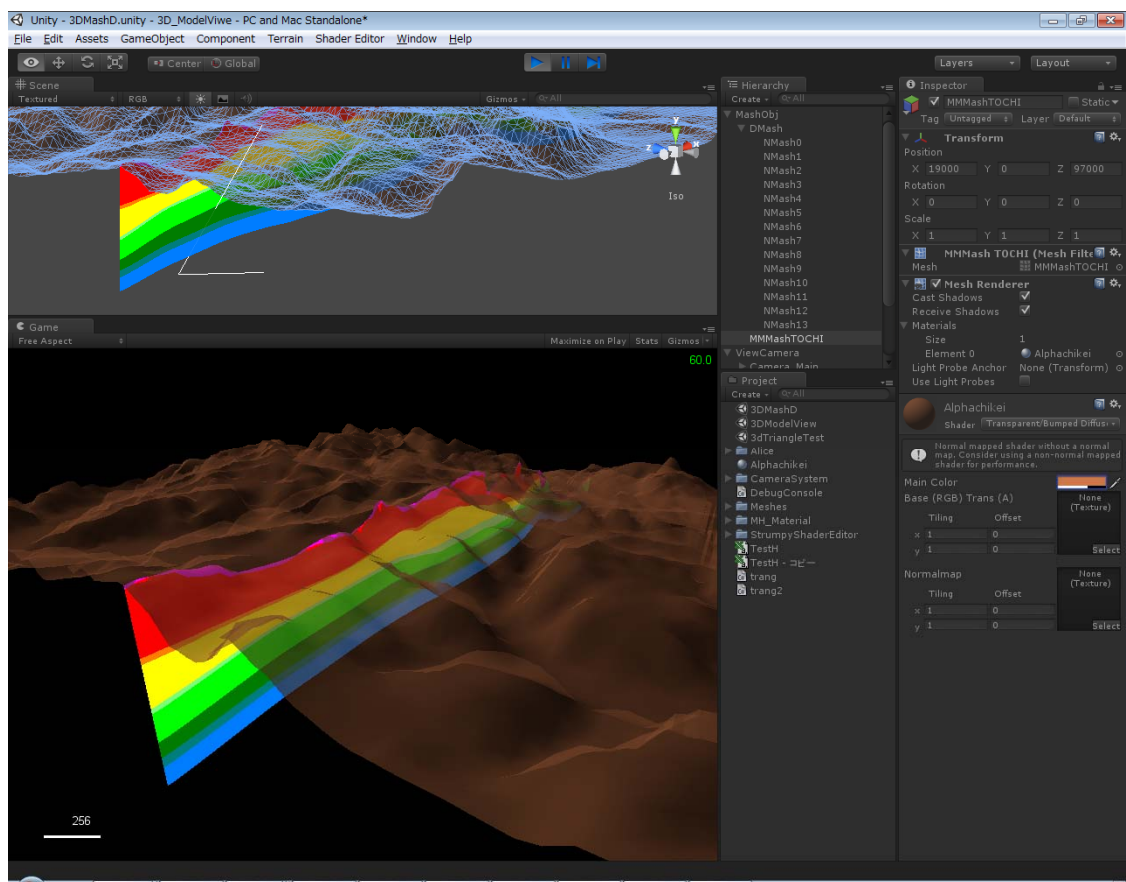 Unity - 3DMashD.unity - 3D_ModelViwe - PC and Mac Standalone*
File Edit Assets GameObject Component Terrain Shader Editor Window Help
Center Global
Layers Layout
Scene
Textured RGB Gizmos All
y
z x
Iso
Game
Free Aspect Maximize on Play Stats Gizmos
60.0
256
Hierarchy
Create All
MashObj
DMash
NMash0
NMash1
NMash2
NMash3
NMash4
NMash5
NMash6
NMash7
NMash8
NMash9
NMash10
NMash11
NMash12
NMash13
MMMashTOCHI
ViewCamera
Camera_Main
Project
Create All
3DMashD
3DModelView
3dTriangleTest
Alice
Alphachikei
CameraSystem
DebugConsole
Meshes
MH_Material
StrumpyShaderEditor
TestH
TestH - コピー
trang
trang2
Inspector
MMMashTOCHI Static
Tag Untagged Layer Default
Transform
Position
X 19000 Y 0 Z 97000
Rotation
X 0 Y 0 Z 0
Scale
X 1 Y 1 Z 1
MMMash TOCHI (Mesh Filte
Mesh MMMashTOCHI
Mesh Renderer
Cast Shadows
Receive Shadows
Materials
Size 1
Element 0 Alphachikei
Light Probe Anchor None (Transform)
Use Light Probes
Alphachikei
Shader Transparent/Bumped Diffus
Normal mapped shader without a normal
map. Consider using a non-normal mapped
shader for performance.
Main Color
Base (RGB) Trans (A) None
(Texture)
Tiling Offset
x 1 0
y 1 0 Select
Normalmap None
(Texture)
Tiling Offset
x 1 0
y 1 0 Select